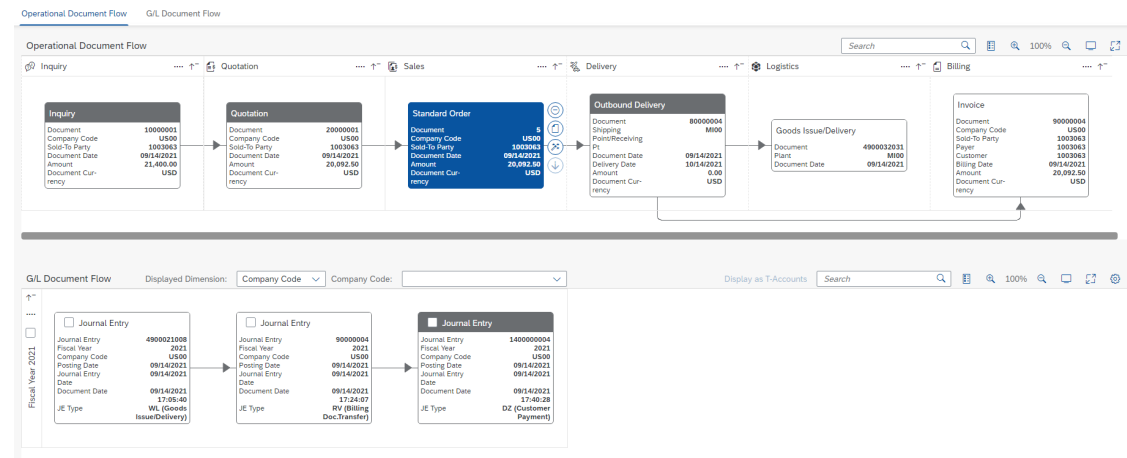 Operational Document Flow G/L Document Flow
Operational Document Flow Search 100%
Inquiry Quotation Sales Delivery Logistics Billing
Inquiry
Document 10000001
Company Code US00
Sold-To Party 1003063
Document Date 09/14/2021
Amount 21,400.00
Document Cur- USD
rency
Quotation
Document 20000001
Company Code US00
Sold-To Party 1003063
Document Date 09/14/2021
Amount 20,092.50
Document Cur- USD
rency
Standard Order
Document 5
Company Code US00
Sold-To Party 1003063
Document Date 09/14/2021
Amount 20,092.50
Document Cur- USD
rency
Outbound Delivery
Document 80000004
Shipping MI00
Point/Receiving
Pt
Document Date 09/14/2021
Delivery Date 10/14/2021
Amount 0.00
Document Cur- USD
rency
Goods Issue/Delivery
Document 4900032031
Plant MI00
Document Date 09/14/2021
Invoice
Document 90000004
Company Code US00
Sold-To Party 1003063
Payer 1003063
Customer 1003063
Billing Date 09/14/2021
Amount 20,092.50
Document Cur- USD
rency
G/L Document Flow Displayed Dimension: Company Code Company Code: Display as T-Accounts Search 100%
Fiscal Year 2021
Journal Entry
Journal Entry 4900021008
Fiscal Year 2021
Company Code US00
Posting Date 09/14/2021
Journal Entry 09/14/2021
Date
Document Date 09/14/2021
17:05:40
JE Type WL (Goods
Issue/Delivery)
Journal Entry
Journal Entry 90000004
Fiscal Year 2021
Company Code US00
Posting Date 09/14/2021
Journal Entry 09/14/2021
Date
Document Date 09/14/2021
17:24:07
JE Type RV (Billing
Doc.Transfer)
Journal Entry
Journal Entry 1400000004
Fiscal Year 2021
Company Code US00
Posting Date 09/14/2021
Journal Entry 09/14/2021
Date
Document Date 09/14/2021
17:40:28
JE Type DZ (Customer
Payment)